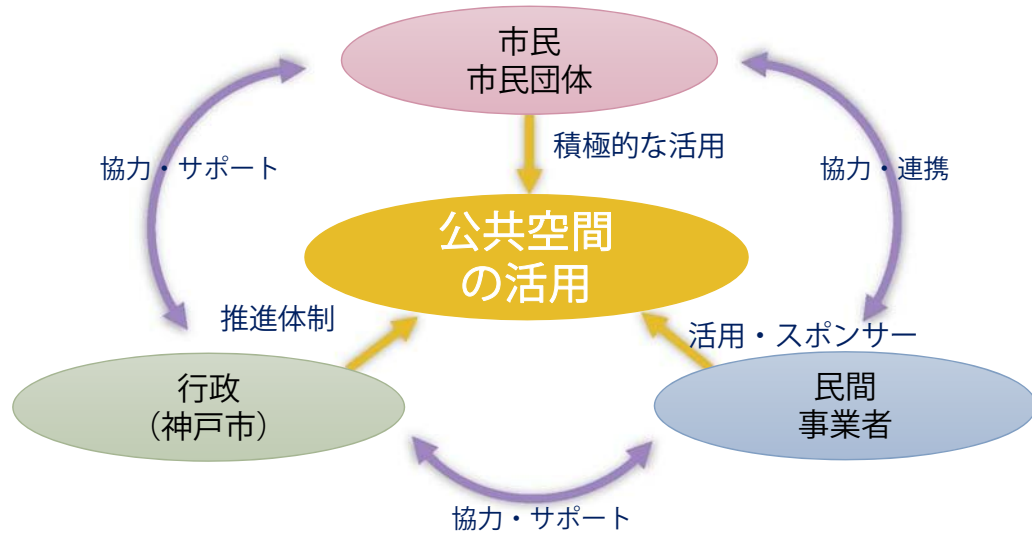 市民
市民団体
積極的な活用
協力・サポート
協力・連携
公共空間
の活用
推進体制
活用・スポンサー
行政
（神戸市）
民間
事業者
協力・サポート